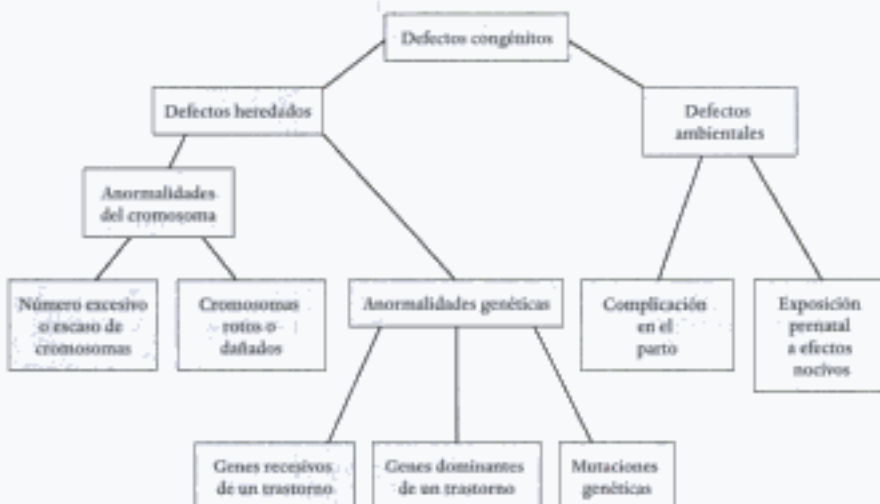 Defectos congénitos
Defectos heredados
Defectos
ambientales
Anormalidades
del cromosoma
Número excesivo
o escaso de
cromosomas
Cromosomas
rotos o
dañados
Anormalidades genéticas
Complicación
en el
parto
Exposición
prenatal
a efectos
nocivos
Genes recesivos
de un trastorno
Genes dominantes
de un trastorno
Mutaciones
genéticas